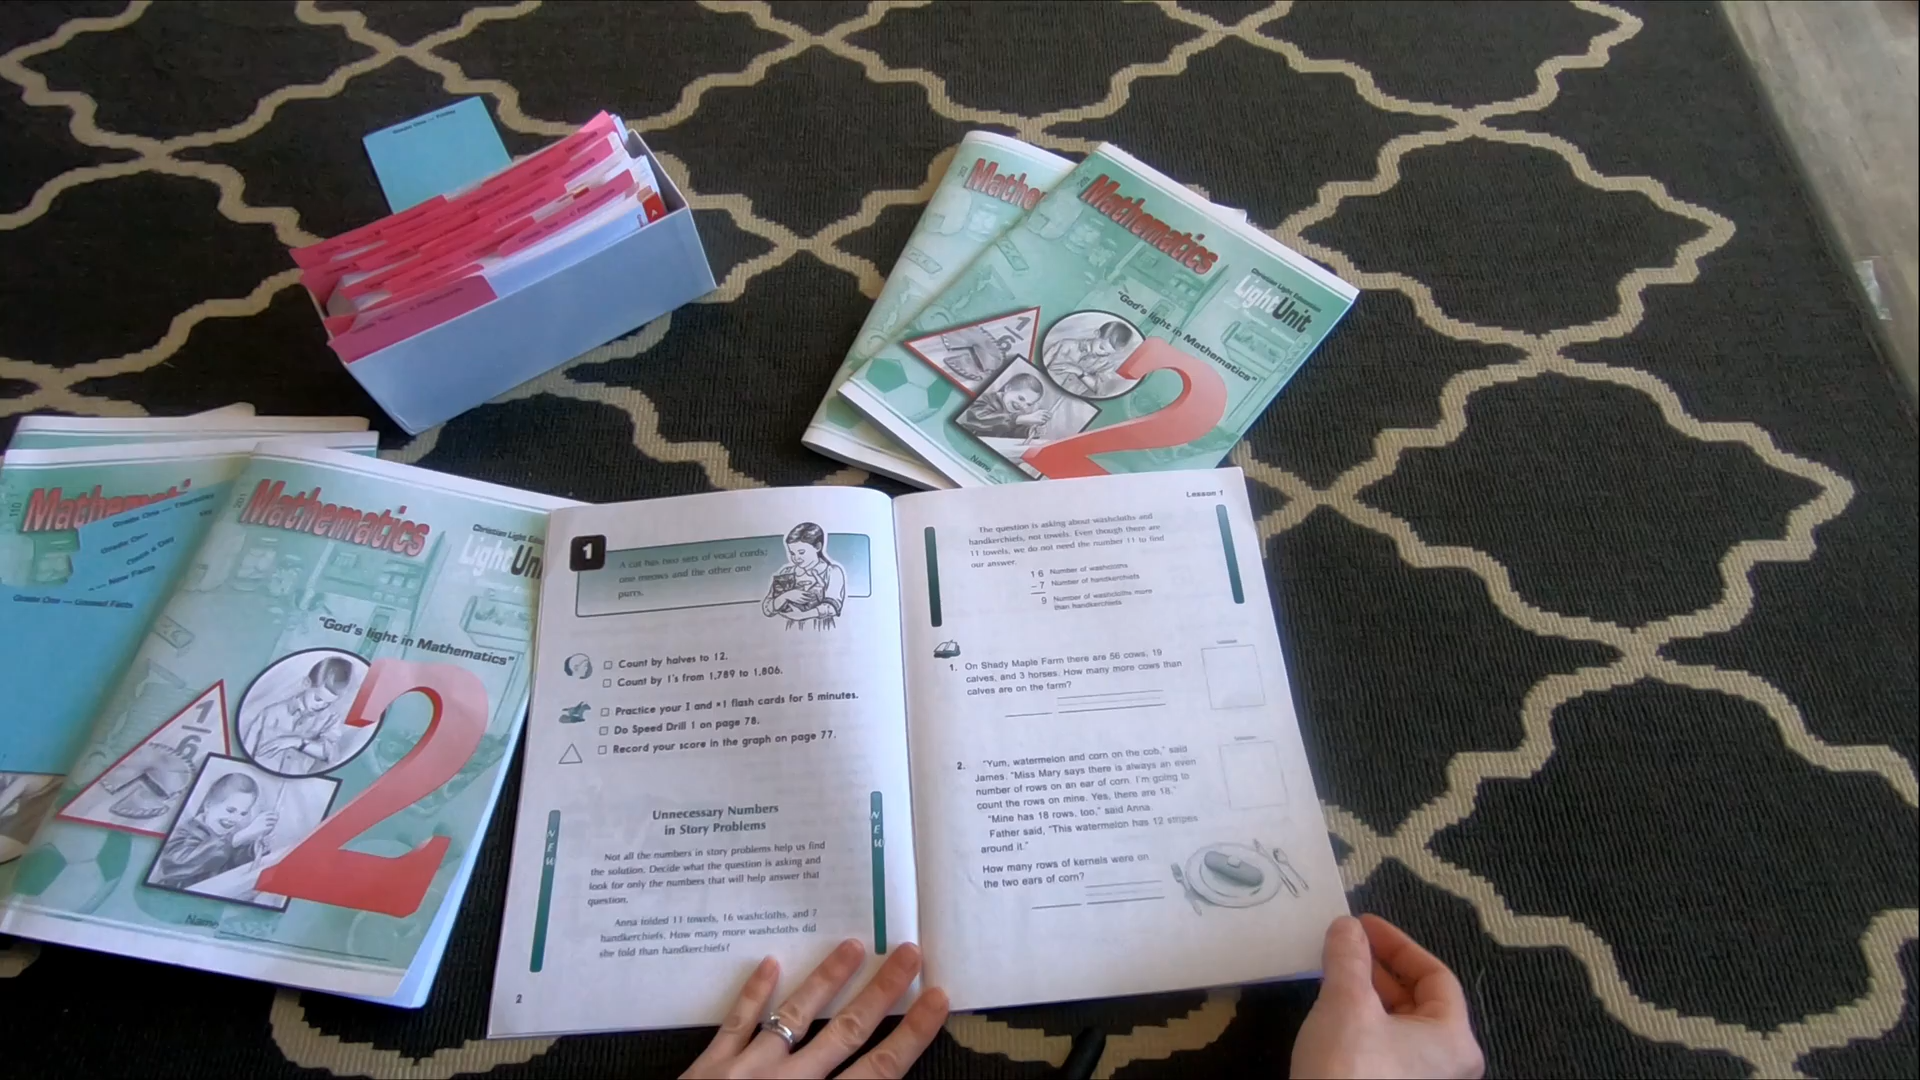 Mathe
Mathematics
Christian Light Education
LightUnit
"God's light in Mathematics"
1
6
2
Name
110
Mathemati
Grade One —
Grade One
— New Facts
Mathematics
201
Christian Light
LightUn
"God's light in Mathematics"
1
6
2
Name
1
A cat has two sets of vocal cords;
one meows and the other one
purrs.
Count by halves to 12.
Count by 1's from 1,789 to 1,806.
Practice your I and ×1 flash cards for 5 minutes.
Do Speed Drill 1 on page 78.
Record your score in the graph on page 77.
NEW
NEW
Unnecessary Numbers
in Story Problems
Not all the numbers in story problems help us find
the solution. Decide what the question is asking and
look for only the numbers that will help answer that
question.
Anna folded 11 towels, 16 washcloths, and 7
handkerchiefs. How many more washcloths did
she fold than handkerchiefs?
2
Lesson 1
The question is asking about washcloths and
handkerchiefs, not towels. Even though there are
11 towels, we do not need the number 11 to find
our answer.
16 Number of washcloths
– 7 Number of handkerchiefs
9 Number of washcloths more
than handkerchiefs
1. On Shady Maple Farm there are 56 cows, 19
calves, and 3 horses. How many more cows than
calves are on the farm?
2. "Yum, watermelon and corn on the cob," said
James. "Miss Mary says there is always an even
number of rows on an ear of corn. I'm going to
count the rows on mine. Yes, there are 18."
"Mine has 18 rows, too," said Anna.
Father said, "This watermelon has 12 stripes
around it."
How many rows of kernels were on
the two ears of corn?